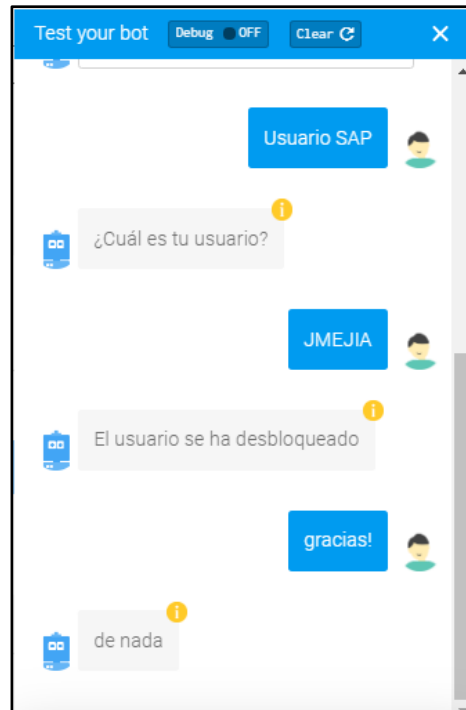 Test your bot Debug OFF Clear
Usuario SAP
¿Cuál es tu usuario?
JMEJIA
El usuario se ha desbloqueado
gracias!
de nada